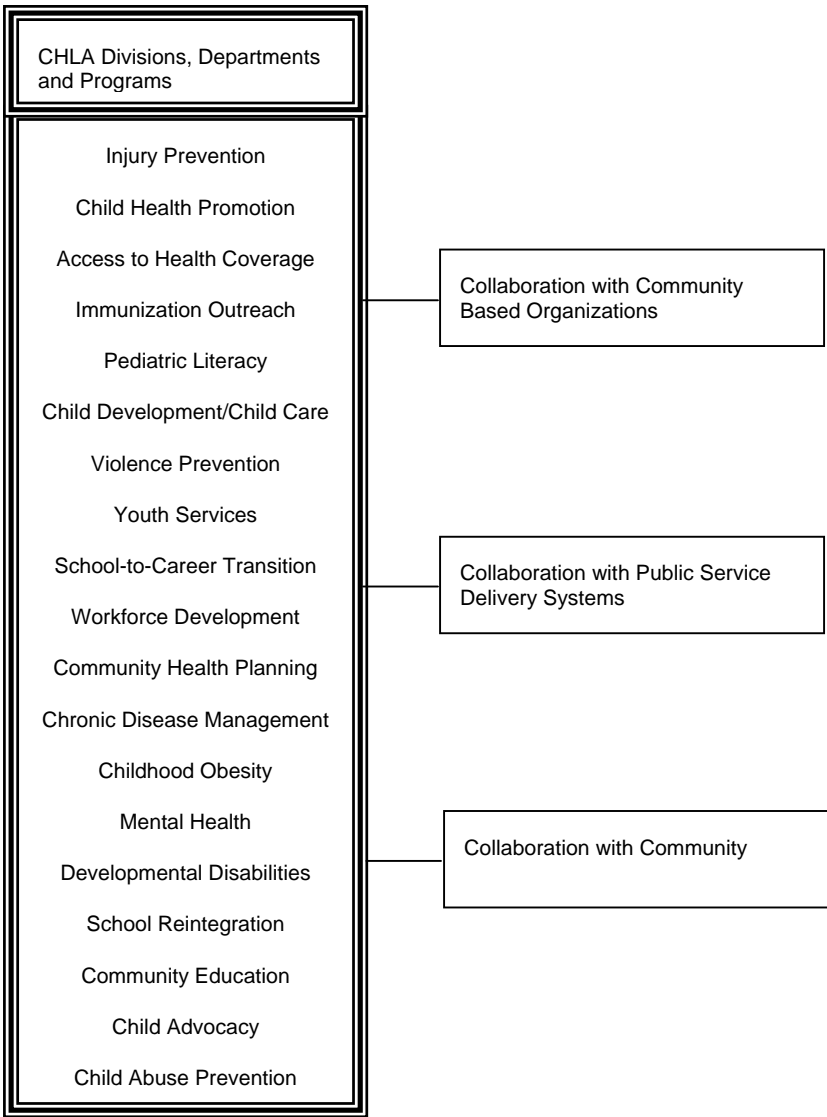 CHLA Divisions, Departments
and Programs
Injury Prevention
Child Health Promotion
Access to Health Coverage
Immunization Outreach
Pediatric Literacy
Child Development/Child Care
Violence Prevention
Youth Services
School-to-Career Transition
Workforce Development
Community Health Planning
Chronic Disease Management
Childhood Obesity
Mental Health
Developmental Disabilities
School Reintegration
Community Education
Child Advocacy
Child Abuse Prevention
Collaboration with Community
Based Organizations
Collaboration with Public Service
Delivery Systems
Collaboration with Community